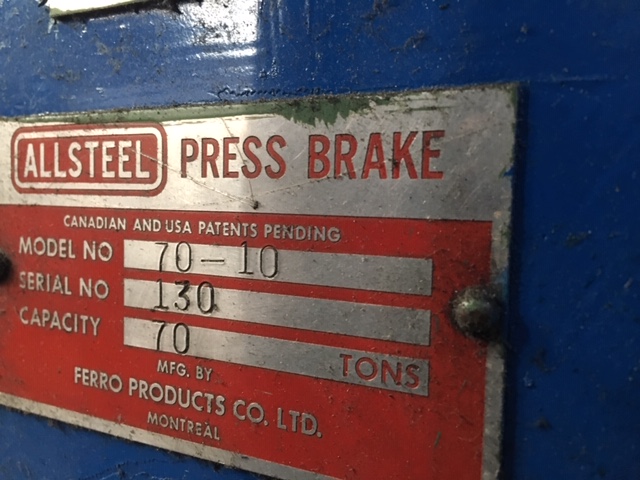 ALLSTEEL PRESS BRAKE
CANADIAN AND USA PATENTS PENDING
MODEL NO 70-10
SERIAL NO 130
CAPACITY 70 TONS
MFG. BY
FERRO PRODUCTS CO. LTD.
MONTREAL